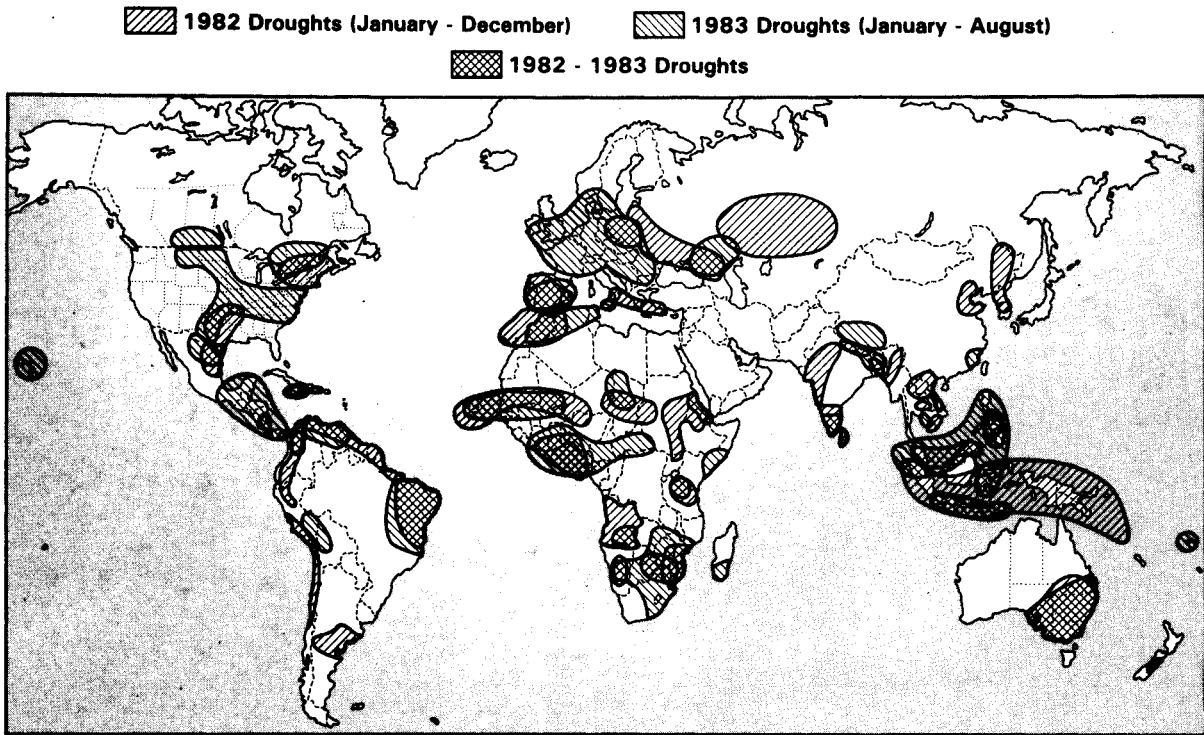 1982 Droughts (January - December)
1983 Droughts (January - August)
1982 - 1983 Droughts